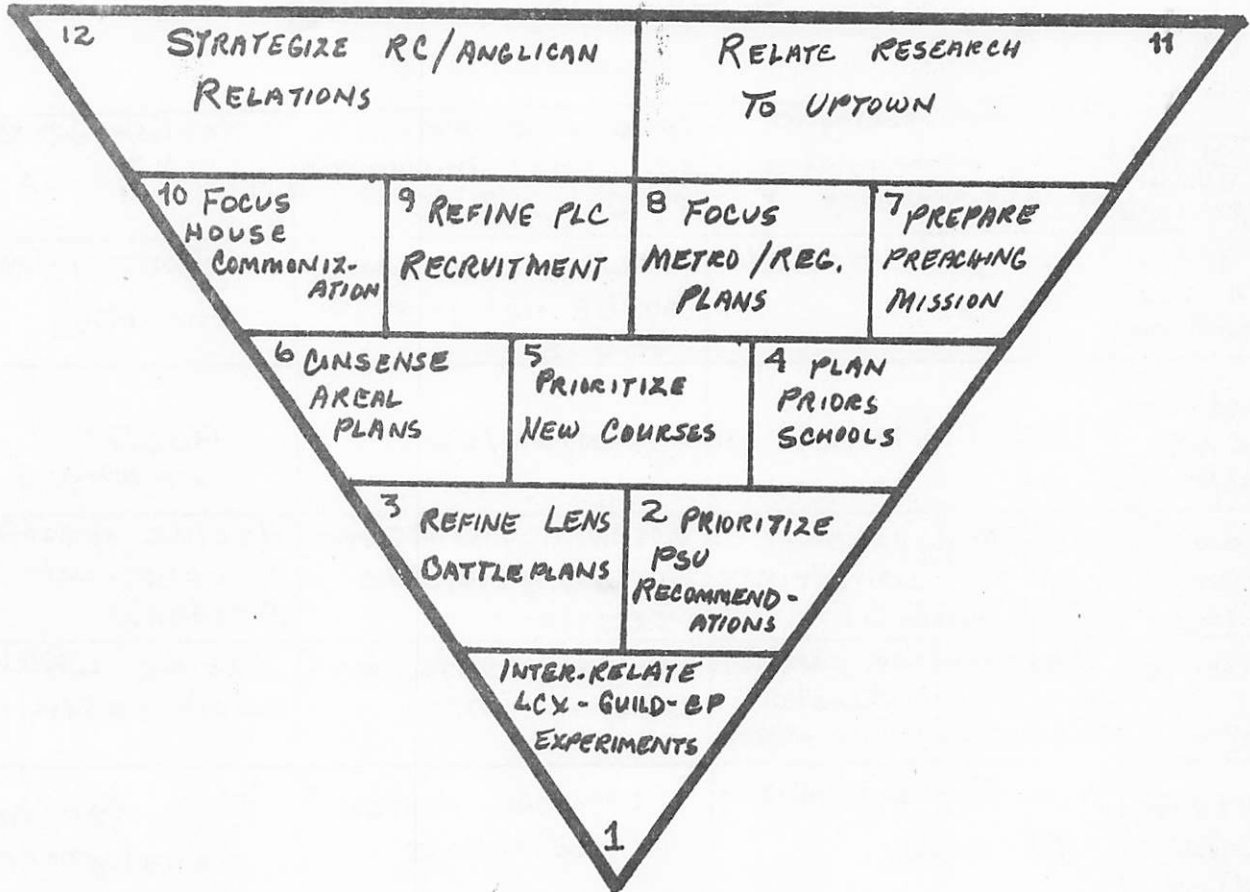 12 STRATEGIZE RC/ANGLICAN
RELATIONS
RELATE RESEARCH 11
TO UPTOWN
10 FOCUS
HOUSE
COMMONIZ-
ATION
9 REFINE PLC
RECRUITMENT
8 FOCUS
METRO/REG.
PLANS
7 PREPARE
PREACHING
MISSION
6 CONSENSE
AREAL
PLANS
5
PRIORITIZE
NEW COURSES
4 PLAN
PRIORS
SCHOOLS
3 REFINE LENS
BATTLEPLANS
2 PRIORITIZE
PSU
RECOMMEND-
ATIONS
INTER-RELATE
LCX-GUILD-EP
EXPERIMENTS
1